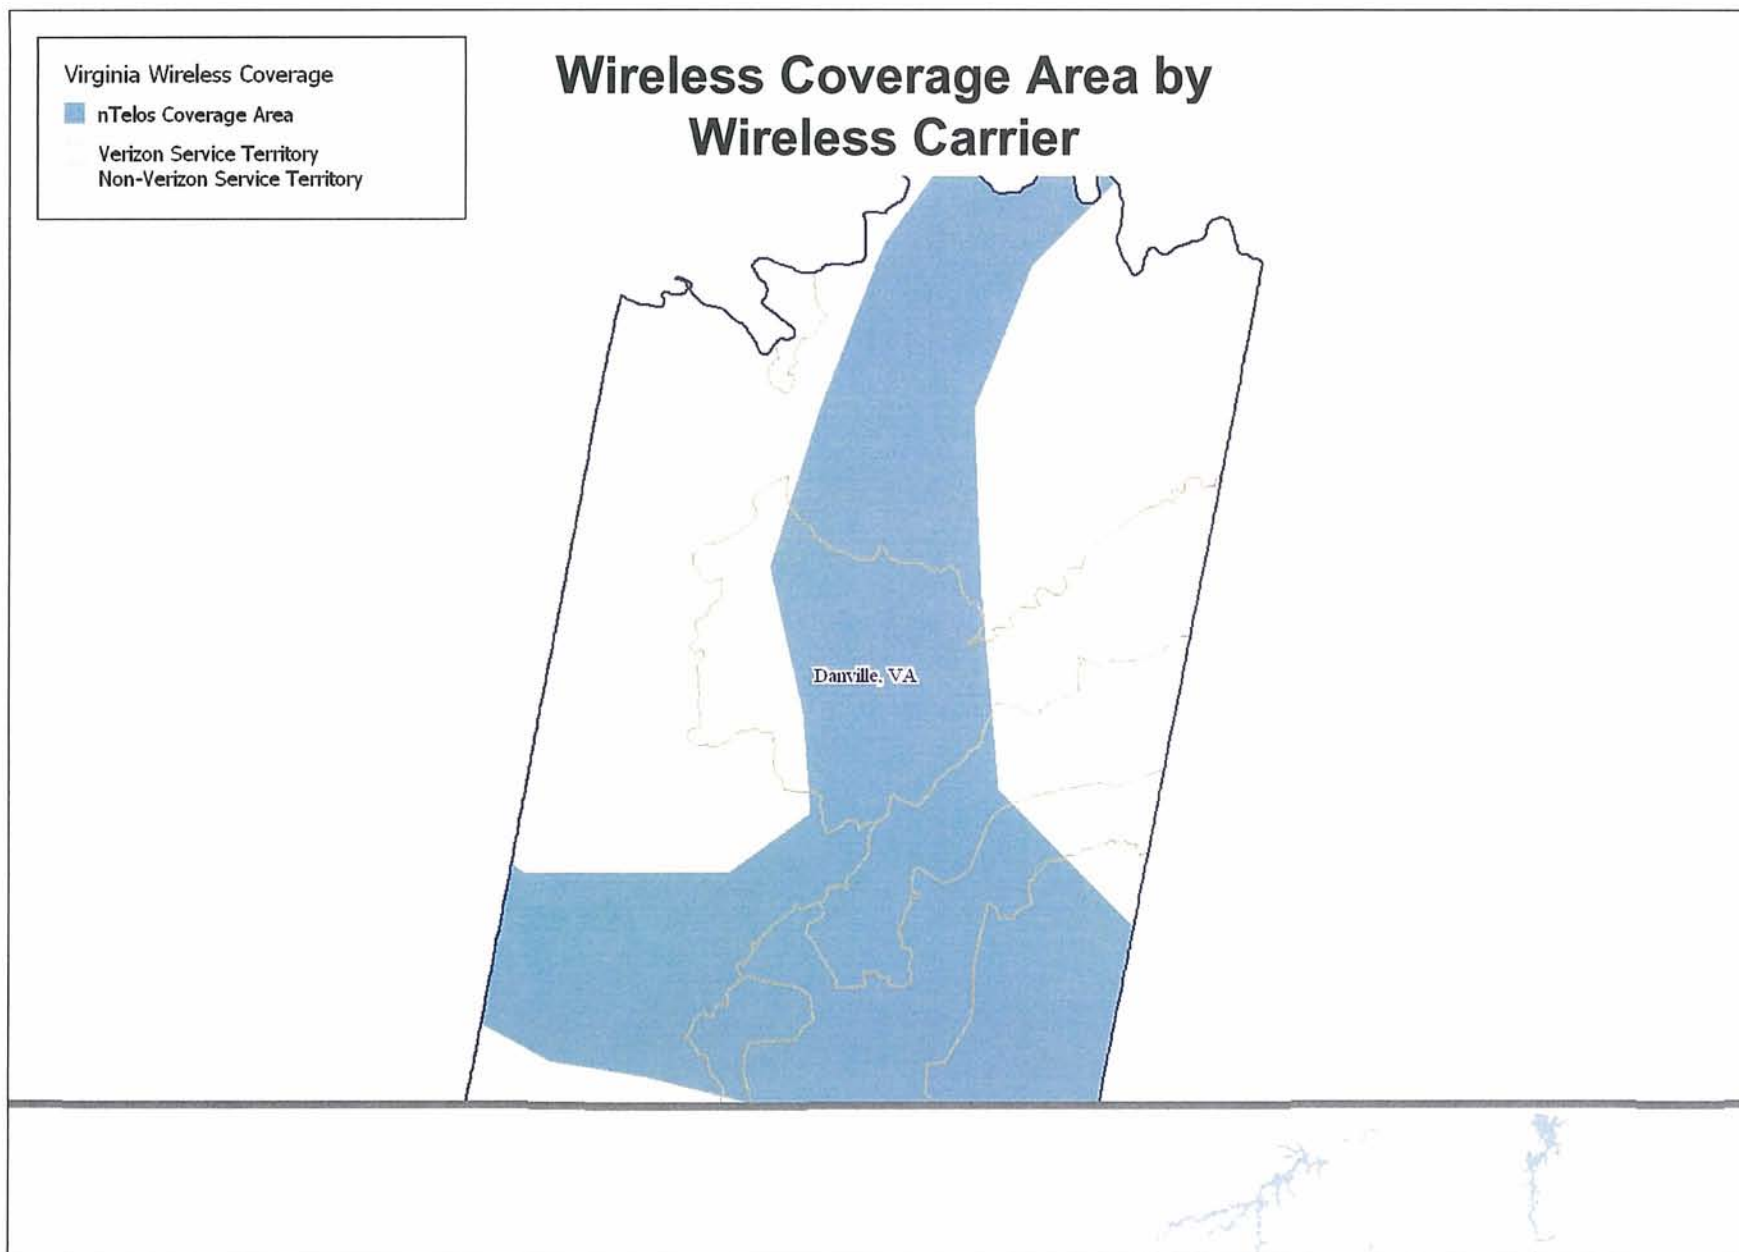 Virginia Wireless Coverage
nTelos Coverage Area
Verizon Service Territory
Non-Verizon Service Territory
Wireless Coverage Area by
Wireless Carrier
Danville, VA